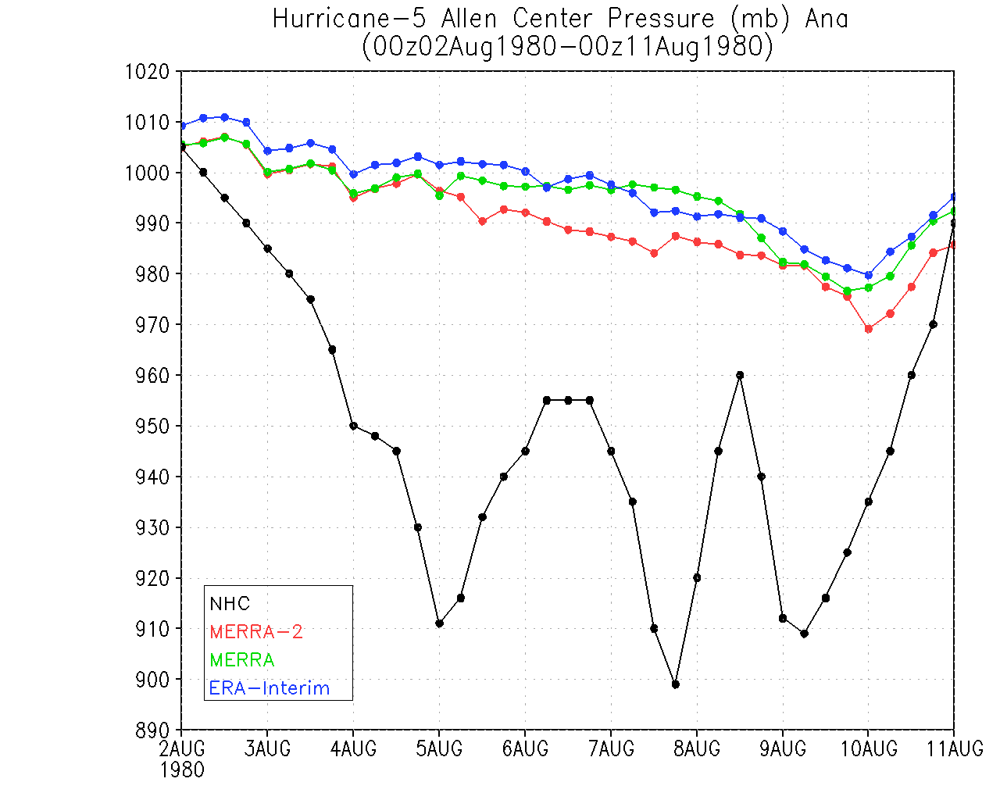 Hurricane-5 Allen Center Pressure (mb) Ana
(00z02Aug1980-00z11Aug1980)
1020
1010
1000
990
980
970
960
950
940
930
920
910
900
890
NHC
MERRA-2
MERRA
ERA-Interim
2AUG 3AUG 4AUG 5AUG 6AUG 7AUG 8AUG 9AUG 10AUG 11AUG
1980